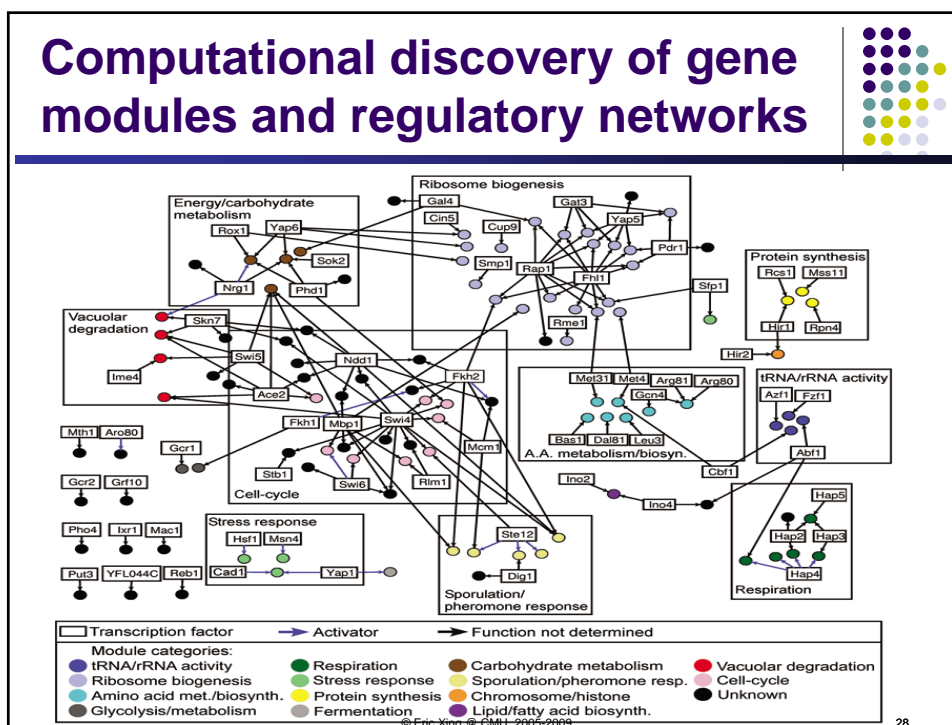 Computational discovery of gene
modules and regulatory networks
Ribosome biogenesis
Energy/carbohydrate
metabolism
Gal4
Gat3
Cin5
Yap5
Rox1
Yap6
Cup9
Pdr1
Sok2
Smp1
Rap1
Fhl1
Protein synthesis
Rcs1
Mss11
Nrg1
Phd1
Sfp1
Vacuolar
degradation
Skn7
Rme1
Hir1
Rpn4
Swi5
Ndd1
Hir2
Ime4
Ace2
Fkh2
Met31
Met4
Arg81
Arg80
Gcn4
tRNA/rRNA activity
Azf1
Fzf1
Fkh1
Mbp1
Swi4
Mcm1
Bas1
Dal81
Leu3
A.A. metabolism/biosyn.
Mth1
Aro80
Gcr1
Abf1
Stb1
Swi6
Rlm1
Cbf1
Cell-cycle
Gcr2
Grf10
Ino2
Ino4
Hap5
Pho4
Ixr1
Mac1
Stress response
Hsf1
Msn4
Ste12
Hap2
Hap3
Put3
YFL044C
Reb1
Cad1
Yap1
Dig1
Hap4
Sporulation/
pheromone response
Respiration
Transcription factor
Activator
Function not determined
Module categories:
tRNA/rRNA activity
Respiration
Carbohydrate metabolism
Vacuolar degradation
Ribosome biogenesis
Stress response
Sporulation/pheromone resp.
Cell-cycle
Amino acid met./biosynth.
Protein synthesis
Chromosome/histone
Unknown
Glycolysis/metabolism
Fermentation
Lipid/fatty acid biosynth.
© Eric Xing @ CMU, 2005-2009
28